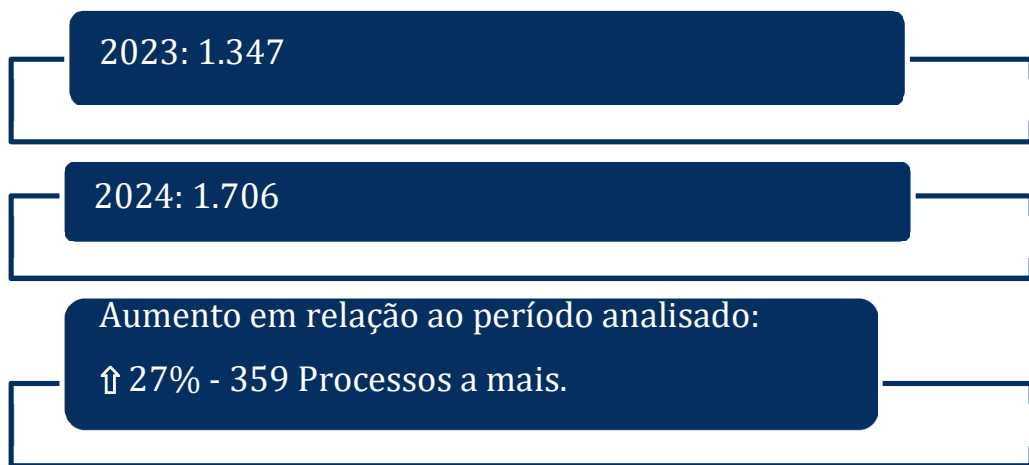 2023: 1.347
2024: 1.706
Aumento em relação ao período analisado:
⇧ 27% - 359 Processos a mais.